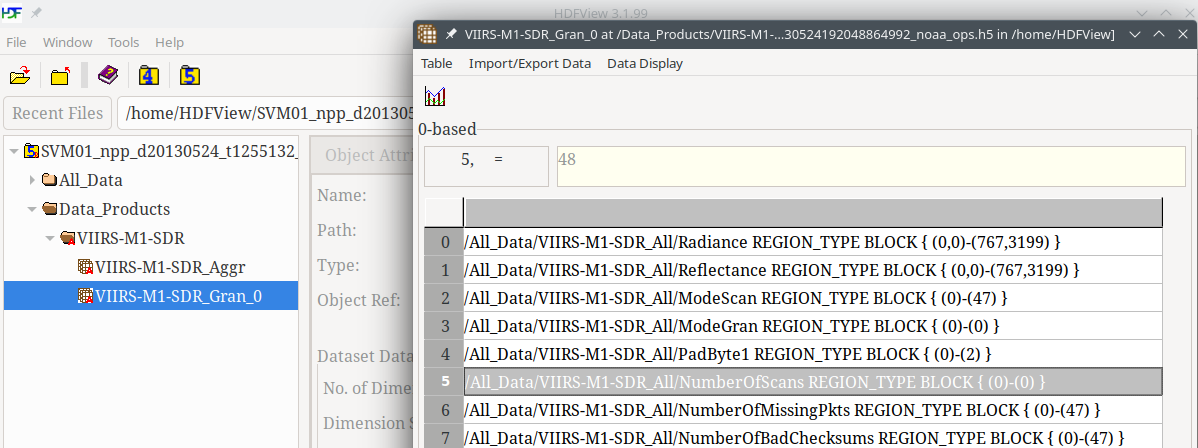 HDF
HDFView 3.1.99
File Window Tools Help
4 5
Recent Files /home/HDFView/SVM01_npp_d201305
5 SVM01_npp_d20130524_t1255132_
All_Data
Data_Products
VIIRS-M1-SDR
VIIRS-M1-SDR_Aggr
VIIRS-M1-SDR_Gran_0
Object Attri
Name:
Path:
Type:
Object Ref:
Dataset Data
No. of Dime
Dimension S
VIIRS-M1-SDR_Gran_0 at /Data_Products/VIIRS-M1-...30524192048864992_noaa_ops.h5 in /home/HDFView]
Table Import/Export Data Data Display
0-based
5, = 48
0 /All_Data/VIIRS-M1-SDR_All/Radiance REGION_TYPE BLOCK { (0,0)-(767,3199) }
1 /All_Data/VIIRS-M1-SDR_All/Reflectance REGION_TYPE BLOCK { (0,0)-(767,3199) }
2 /All_Data/VIIRS-M1-SDR_All/ModeScan REGION_TYPE BLOCK { (0)-(47) }
3 /All_Data/VIIRS-M1-SDR_All/ModeGran REGION_TYPE BLOCK { (0)-(0) }
4 /All_Data/VIIRS-M1-SDR_All/PadByte1 REGION_TYPE BLOCK { (0)-(2) }
5 /All_Data/VIIRS-M1-SDR_All/NumberOfScans REGION_TYPE BLOCK { (0)-(0) }
6 /All_Data/VIIRS-M1-SDR_All/NumberOfMissingPkts REGION_TYPE BLOCK { (0)-(47) }
7 /All_Data/VIIRS-M1-SDR_All/NumberOfBadChecksums REGION_TYPE BLOCK { (0)-(47) }